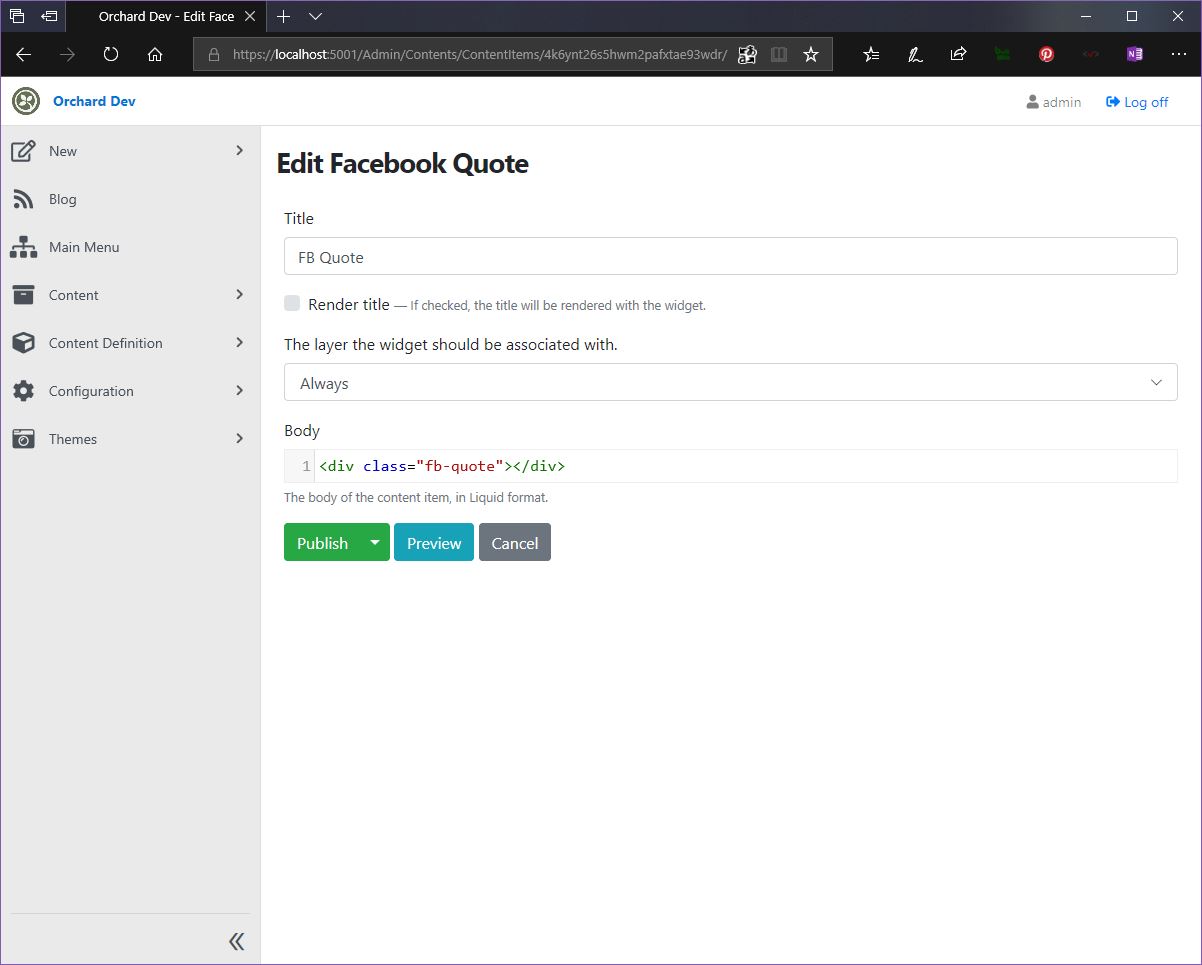 Orchard Dev - Edit Face
https://localhost:5001/Admin/Contents/ContentItems/4k6ynt26s5hwm2pafxtae93wdr/
Orchard Dev
admin
Log off
New
Blog
Main Menu
Content
Content Definition
Configuration
Themes
Edit Facebook Quote
Title
FB Quote
Render title — If checked, the title will be rendered with the widget.
The layer the widget should be associated with.
Always
Body
1 <div class="fb-quote"></div>
The body of the content item, in Liquid format.
Publish
Preview
Cancel